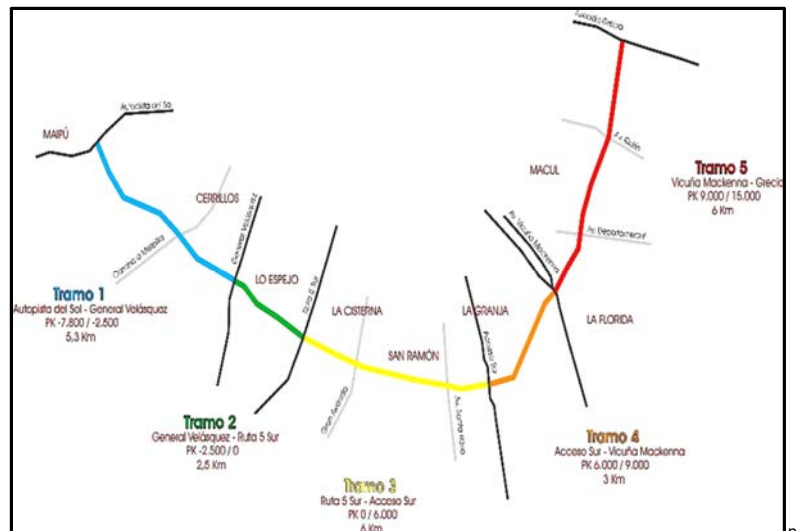 Avenida Grecia
Autopista del So
MAIPÚ
Av. Quilín
MACUL
Tramo 5
Vicuña Mackenna - Grecia
PK 9.000 / 15.000
6 Km
CERRILLOS
General Velásquez
Av. Vicuña Mackenna
Av. Departamental
Camino a Melipilla
LO ESPEJO
Ruta 5 Sur
Tramo 1
Autopista del Sol - General Velásquez
PK -7.800 / -2.500
5,3 Km
LA CISTERNA
LA GRANJA
LA FLORIDA
Acceso Sur
SAN RAMÓN
Gran Avenida
Av. Santa Rosa
Tramo 2
General Velásquez - Ruta 5 Sur
PK -2.500 / 0
2,5 Km
Tramo 4
Acceso Sur - Vicuña Mackenna
PK 6.000 / 9.000
3 Km
Tramo 3
Ruta 5 Sur - Acceso Sur
PK 0 / 6.000
6 Km